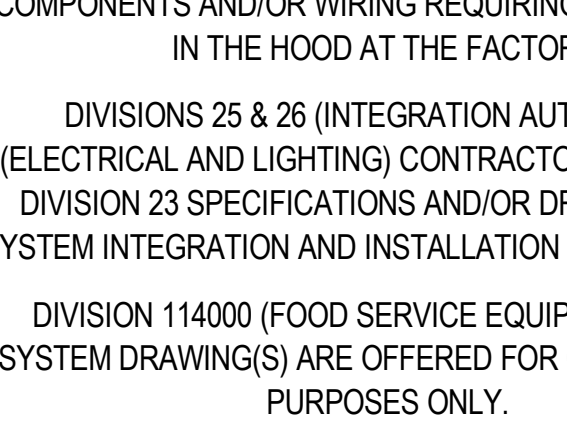 COMPONENTS AND/OR WIRING REQUIRING
IN THE HOOD AT THE FACTOR
DIVISIONS 25 & 26 (INTEGRATION AUT
(ELECTRICAL AND LIGHTING) CONTRACTO
DIVISION 23 SPECIFICATIONS AND/OR DR
YSTEM INTEGRATION AND INSTALLATION
DIVISION 114000 (FOOD SERVICE EQUIP
SYSTEM DRAWING(S) ARE OFFERED FOR
PURPOSES ONLY.